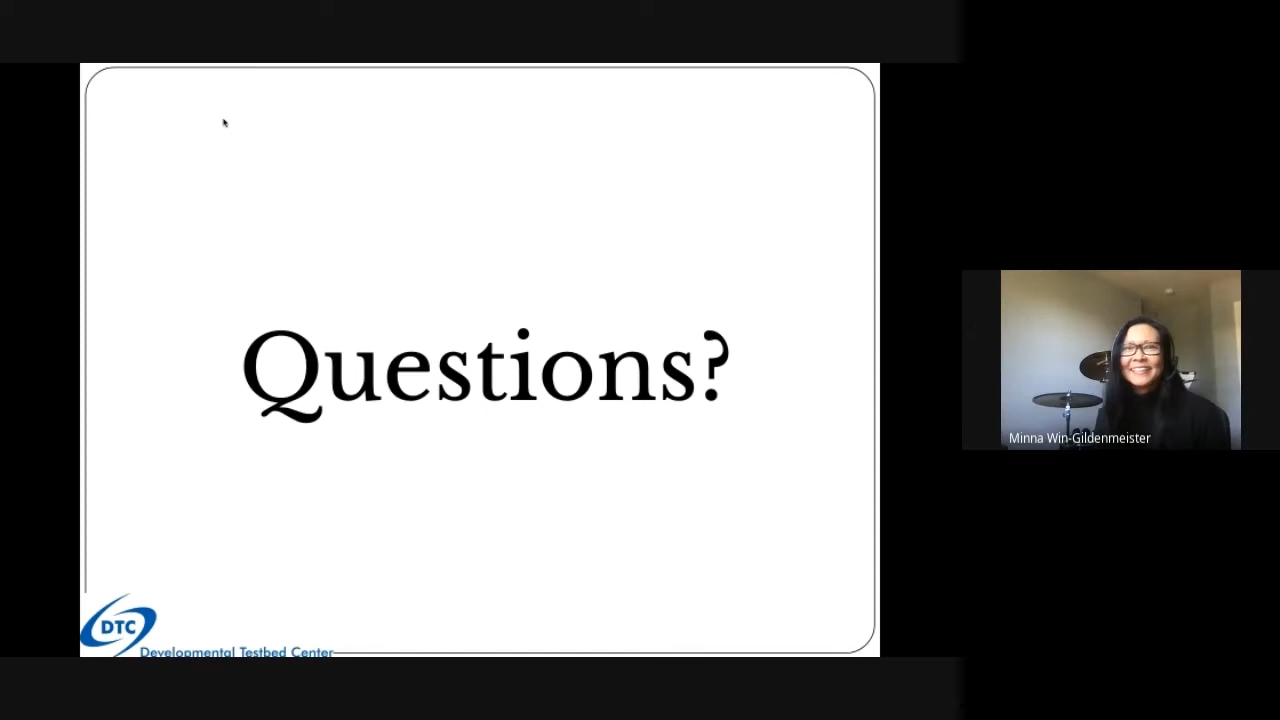 Questions?
Minna Win-Gildenmeister
DTC
Developmental Testbed Center